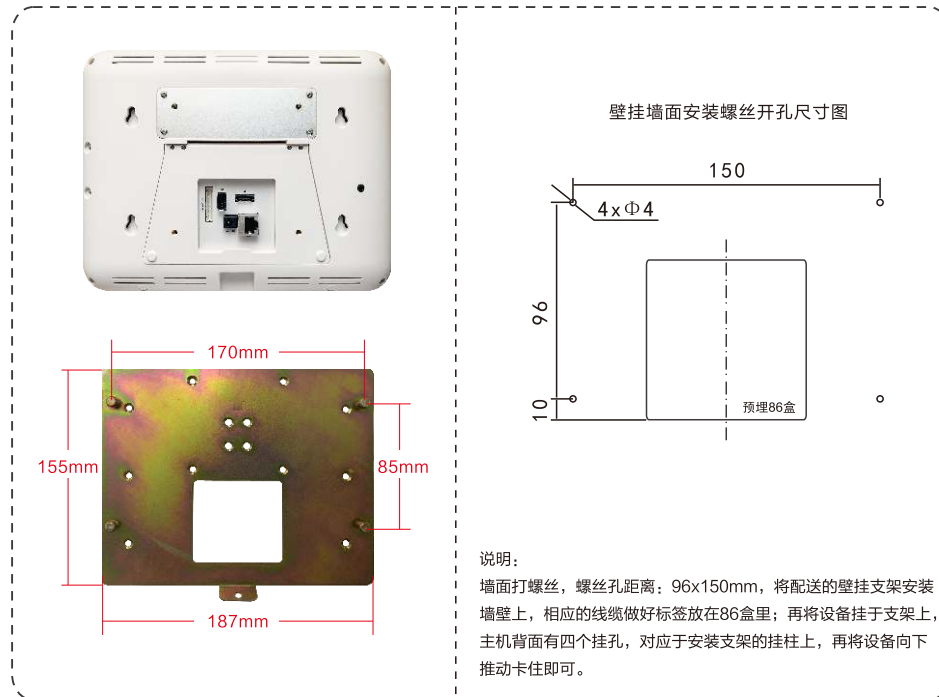 170mm
155mm
85mm
187mm
壁挂墙面安装螺丝开孔尺寸图
150
4xΦ4
96
10
预埋86盒
说明：
墙面打螺丝，螺丝孔距离：96x150mm，将配送的壁挂支架安装
墙壁上，相应的线缆做好标签放在86盒里；再将设备挂于支架上，
主机背面有四个挂孔，对应于安装支架的挂柱上，再将设备向下
推动卡住即可。